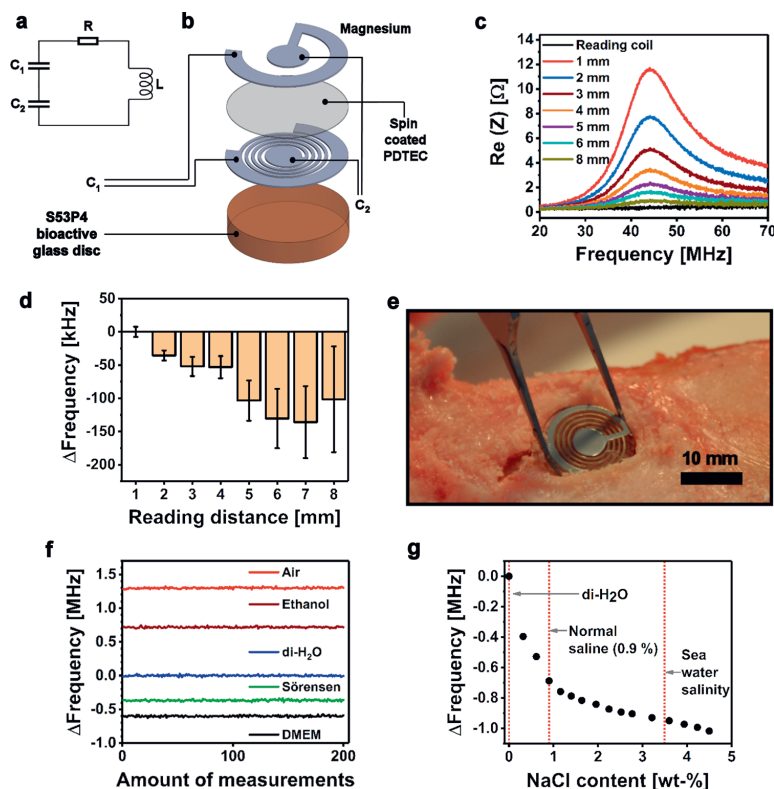 a
R
C₁
C₂
L
b
Magnesium
Spin
coated
PDTEC
C₁
C₂
S53P4
bioactive
glass disc
c
Re (Z) [Ω]
14
12
10
8
6
4
2
0
Reading coil
1 mm
2 mm
3 mm
4 mm
5 mm
6 mm
8 mm
20 30 40 50 60 70
Frequency [MHz]
d
ΔFrequency [kHz]
50
0
-50
-100
-150
-200
1 2 3 4 5 6 7 8
Reading distance [mm]
e
10 mm
f
ΔFrequency [MHz]
1.5
1.0
0.5
0.0
-0.5
-1.0
Air
Ethanol
di-H₂O
Sörensen
DMEM
0 100 200
Amount of measurements
g
ΔFrequency [MHz]
0.0
-0.2
-0.4
-0.6
-0.8
-1.0
di-H2O
Normal
saline (0.9 %)
Sea
water
salinity
0 1 2 3 4 5
NaCl content [wt-%]